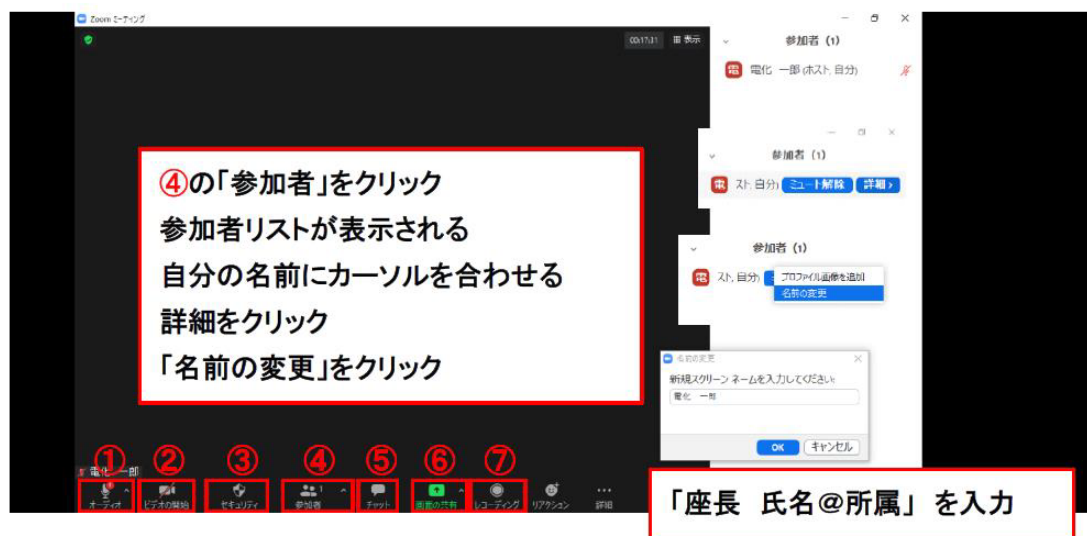 Zoom ミーティング
00:17:31 表示
参加者 (1)
電 電化 一郎 (ホスト, 自分)
参加者 (1)
電 スト, 自分) ミュート解除 詳細 >
参加者 (1)
電 スト, 自分)
プロファイル画像を追加
名前の変更
④の「参加者」をクリック
参加者リストが表示される
自分の名前にカーソルを合わせる
詳細をクリック
「名前の変更」をクリック
名前の変更
新規スクリーン ネームを入力してください:
電化 一郎
OK キャンセル
電化 一郎
① ② ③ ④ ⑤ ⑥ ⑦
1
オーディオ ビデオの開始 セキュリティ 参加者 チャット 画面の共有 レコーディング リアクション 詳細
「座長 氏名@所属」を入力